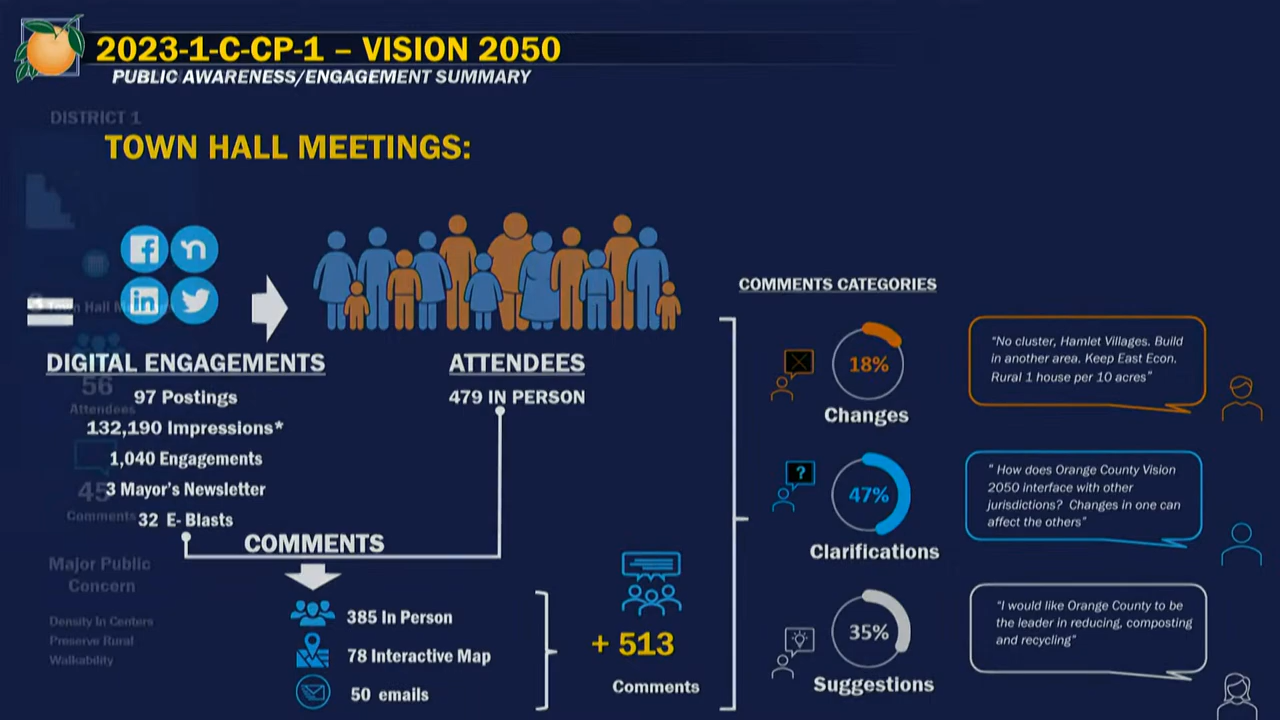 2023-1-C-CP-1 – VISION 2050
PUBLIC AWARENESS/ENGAGEMENT SUMMARY
DISTRICT 1
TOWN HALL MEETINGS:
Town Hall
DIGITAL ENGAGEMENTS
97 Postings
132,190 Impressions*
1,040 Engagements
3 Mayor's Newsletter
32 E- Blasts
56
Attendees
45
Comments
Major Public
Concern
Density In Centers
Preserve Rural
Walkability
ATTENDEES
479 IN PERSON
COMMENTS
385 In Person
78 Interactive Map
50 emails
+ 513
Comments
COMMENTS CATEGORIES
18%
Changes
"No cluster, Hamlet Villages. Build
in another area. Keep East Econ.
Rural 1 house per 10 acres"
?
47%
Clarifications
" How does Orange County Vision
2050 interface with other
jurisdictions? Changes in one can
affect the others"
35%
Suggestions
"I would like Orange County to be
the leader in reducing, composting
and recycling"